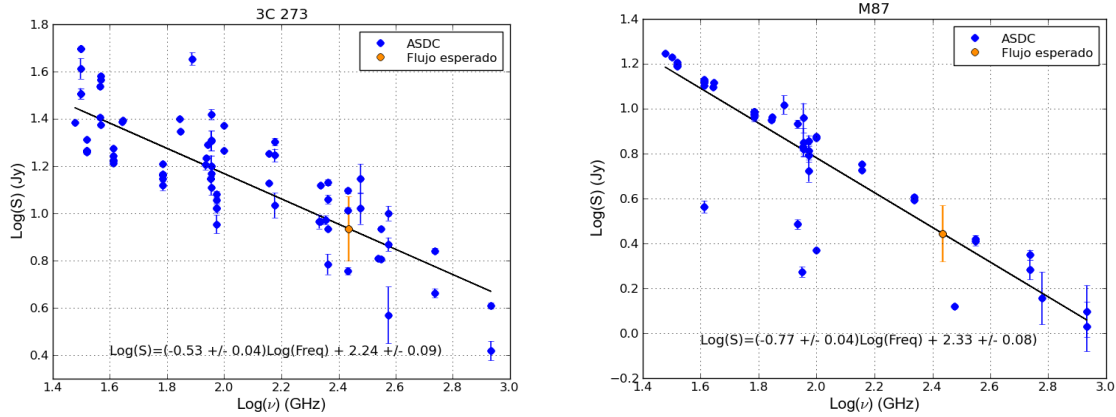 3C 273
1.8
1.6
1.4
1.2
1.0
0.8
0.6
0.4
Log(S) (Jy)
ASDC
Flujo esperado
Log(S)=(-0.53 +/- 0.04)Log(Freq) + 2.24 +/- 0.09)
1.4 1.6 1.8 2.0 2.2 2.4 2.6 2.8 3.0
Log(ν) (GHz)
M87
1.4
1.2
1.0
0.8
0.6
0.4
0.2
0.0
−0.2
Log(S) (Jy)
ASDC
Flujo esperado
Log(S)=(-0.77 +/- 0.04)Log(Freq) + 2.33 +/- 0.08)
1.4 1.6 1.8 2.0 2.2 2.4 2.6 2.8 3.0
Log(ν) (GHz)